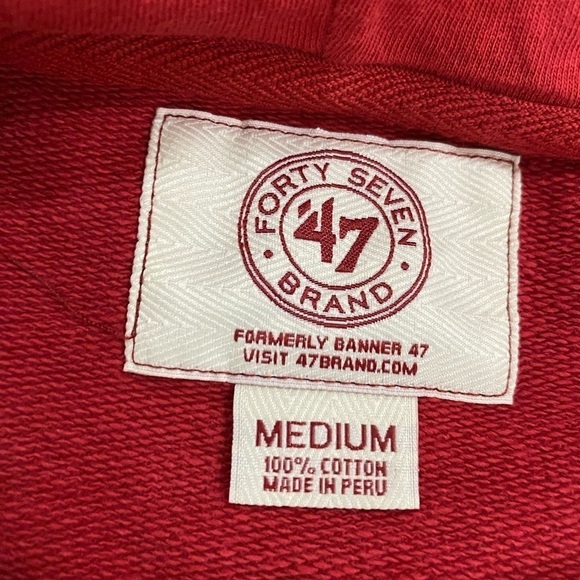 FORTY SEVEN
'47
BRAND
FORMERLY BANNER 47
VISIT 47BRAND.COM
MEDIUM
100% COTTON
MADE IN PERU